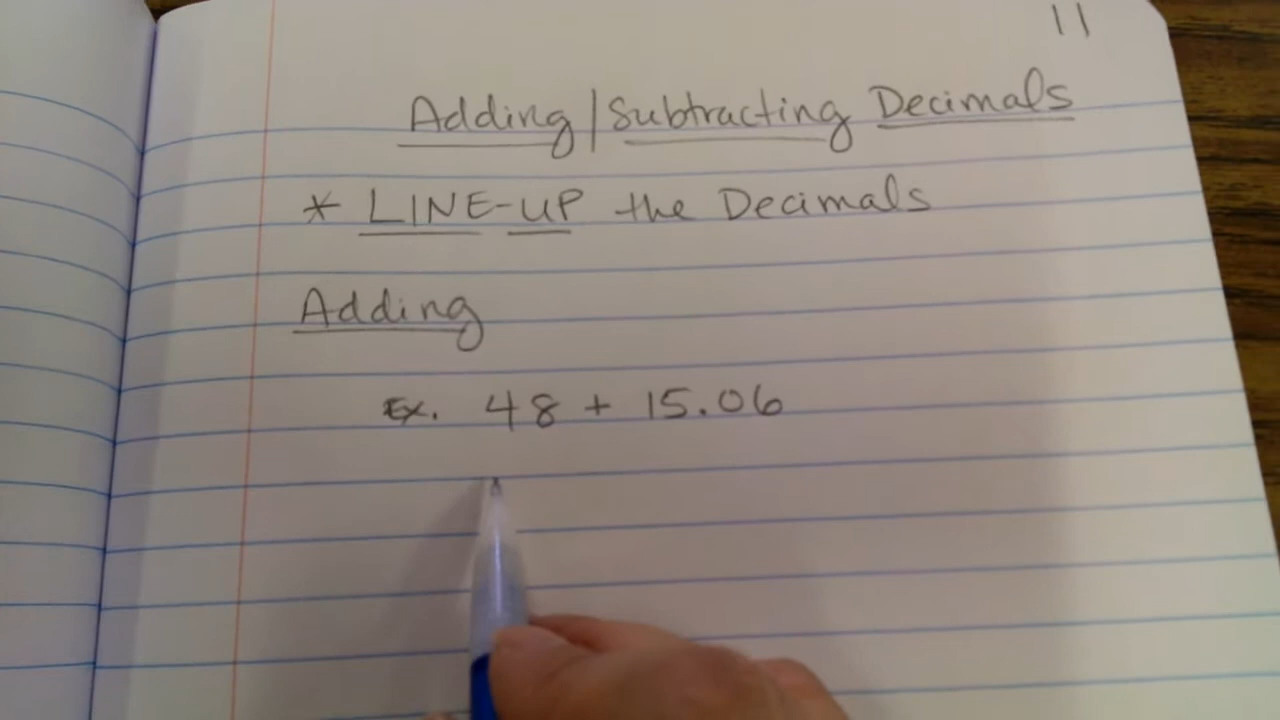 11
Adding/Subtracting Decimals
* LINE-UP the Decimals
Adding
Ex. 48 + 15.06